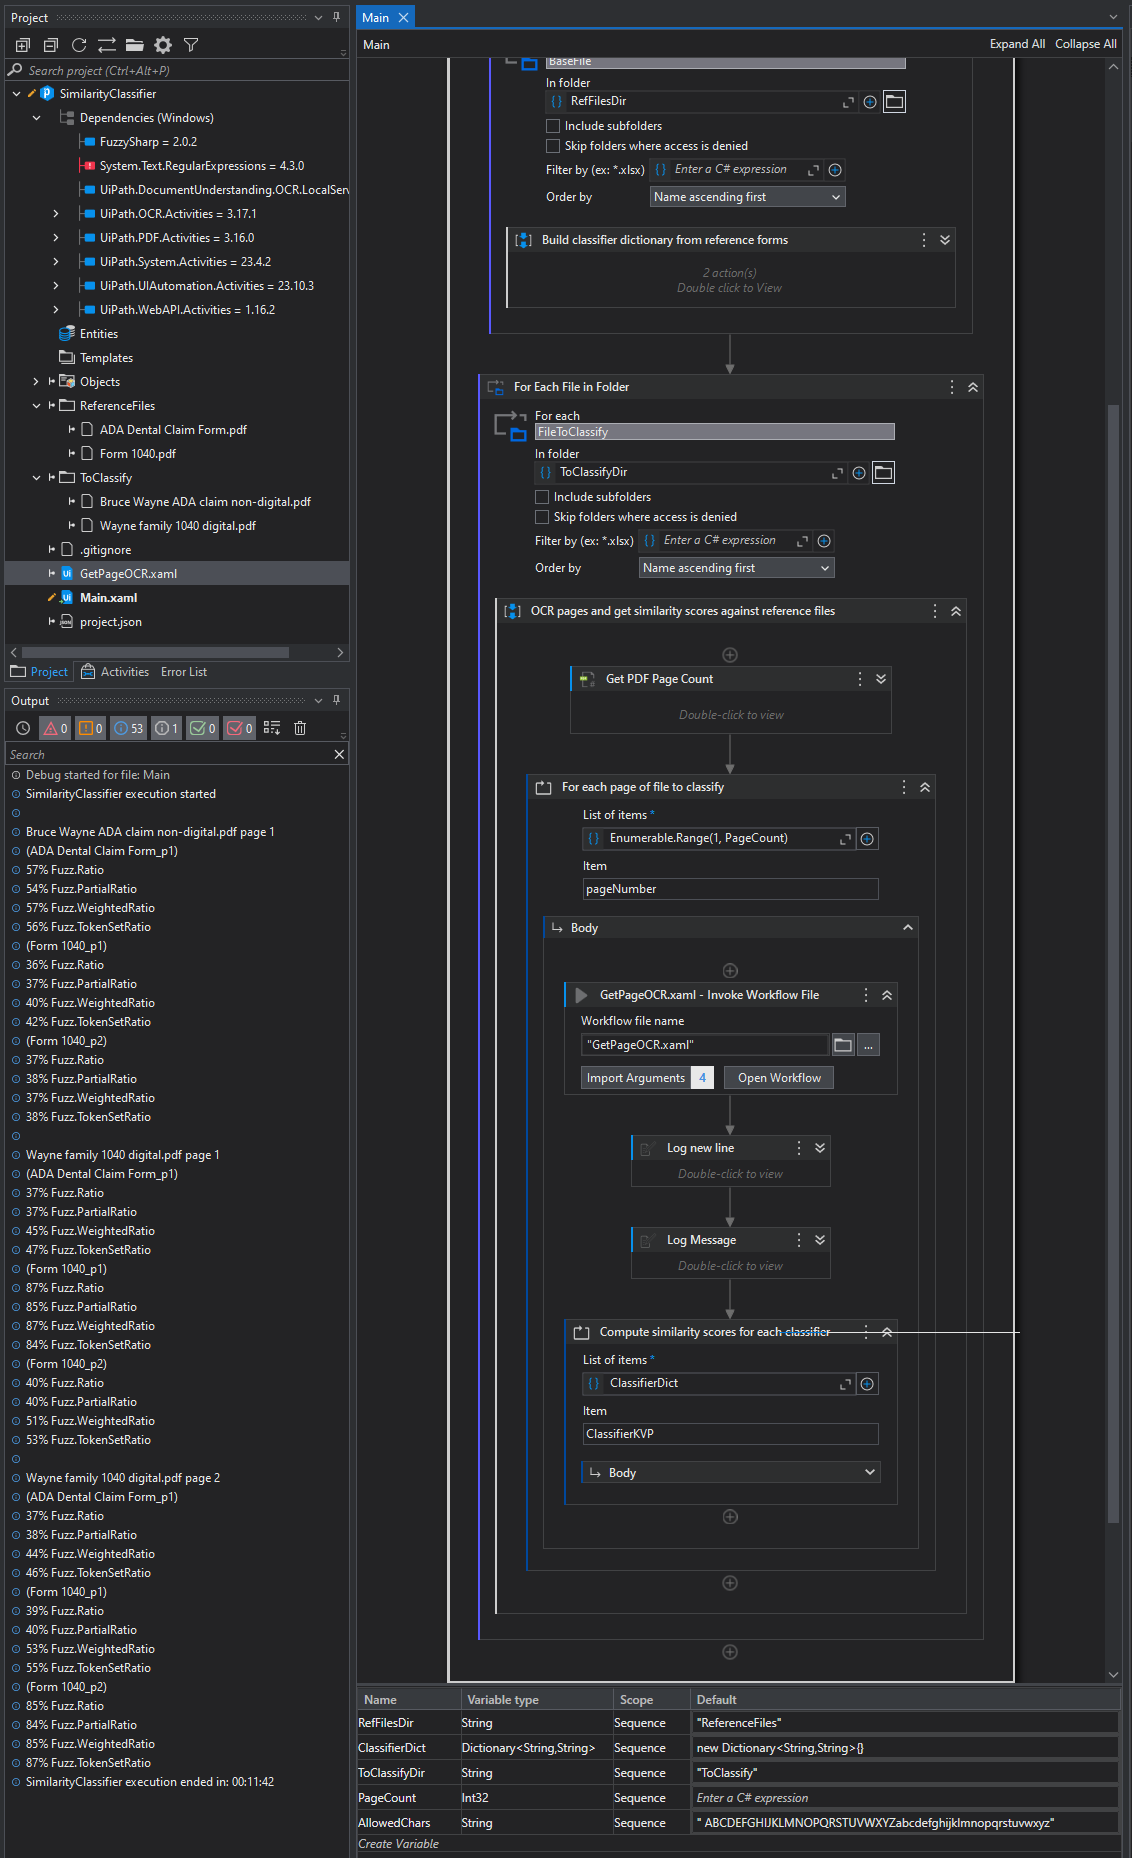 Project
Search project (Ctrl+Alt+P)
SimilarityClassifier
Dependencies (Windows)
FuzzySharp = 2.0.2
System.Text.RegularExpressions = 4.3.0
UiPath.DocumentUnderstanding.OCR.LocalServ
UiPath.OCR.Activities = 3.17.1
UiPath.PDF.Activities = 3.16.0
UiPath.System.Activities = 23.4.2
UiPath.UIAutomation.Activities = 23.10.3
UiPath.WebAPI.Activities = 1.16.2
Entities
Templates
Objects
ReferenceFiles
ADA Dental Claim Form.pdf
Form 1040.pdf
ToClassify
Bruce Wayne ADA claim non-digital.pdf
Wayne family 1040 digital.pdf
.gitignore
GetPageOCR.xaml
Main.xaml
project.json
Project Activities Error List
Output
0 0 53 1 0 0
Search
Debug started for file: Main
SimilarityClassifier execution started
Bruce Wayne ADA claim non-digital.pdf page 1
(ADA Dental Claim Form_p1)
57% Fuzz.Ratio
54% Fuzz.PartialRatio
57% Fuzz.WeightedRatio
56% Fuzz.TokenSetRatio
(Form 1040_p1)
36% Fuzz.Ratio
37% Fuzz.PartialRatio
40% Fuzz.WeightedRatio
42% Fuzz.TokenSetRatio
(Form 1040_p2)
37% Fuzz.Ratio
38% Fuzz.PartialRatio
37% Fuzz.WeightedRatio
38% Fuzz.TokenSetRatio
Wayne family 1040 digital.pdf page 1
(ADA Dental Claim Form_p1)
37% Fuzz.Ratio
37% Fuzz.PartialRatio
45% Fuzz.WeightedRatio
47% Fuzz.TokenSetRatio
(Form 1040_p1)
87% Fuzz.Ratio
85% Fuzz.PartialRatio
87% Fuzz.WeightedRatio
84% Fuzz.TokenSetRatio
(Form 1040_p2)
40% Fuzz.Ratio
40% Fuzz.PartialRatio
51% Fuzz.WeightedRatio
53% Fuzz.TokenSetRatio
Wayne family 1040 digital.pdf page 2
(ADA Dental Claim Form_p1)
37% Fuzz.Ratio
38% Fuzz.PartialRatio
44% Fuzz.WeightedRatio
46% Fuzz.TokenSetRatio
(Form 1040_p1)
39% Fuzz.Ratio
40% Fuzz.PartialRatio
53% Fuzz.WeightedRatio
55% Fuzz.TokenSetRatio
(Form 1040_p2)
85% Fuzz.Ratio
84% Fuzz.PartialRatio
85% Fuzz.WeightedRatio
87% Fuzz.TokenSetRatio
SimilarityClassifier execution ended in: 00:11:42
Main
Main Expand All Collapse All
BaseFile
In folder
RefFilesDir
Include subfolders
Skip folders where access is denied
Filter by (ex: *.xlsx) Enter a C# expression
Order by Name ascending first
Build classifier dictionary from reference forms
2 action(s)
Double click to View
For Each File in Folder
For each
FileToClassify
In folder
ToClassifyDir
Include subfolders
Skip folders where access is denied
Filter by (ex: *.xlsx) Enter a C# expression
Order by Name ascending first
OCR pages and get similarity scores against reference files
Get PDF Page Count
Double-click to view
For each page of file to classify
List of items *
Enumerable.Range(1, PageCount)
Item
pageNumber
Body
GetPageOCR.xaml - Invoke Workflow File
Workflow file name
"GetPageOCR.xaml" ...
Import Arguments 4 Open Workflow
Log new line
Double-click to view
Log Message
Double-click to view
Compute similarity scores for each classifier
List of items *
ClassifierDict
Item
ClassifierKVP
Body
Name Variable type Scope Default
RefFilesDir String Sequence "ReferenceFiles"
ClassifierDict Dictionary<String,String> Sequence new Dictionary<String,String>{}
ToClassifyDir String Sequence "ToClassify"
PageCount Int32 Sequence Enter a C# expression
AllowedChars String Sequence " ABCDEFGHIJKLMNOPQRSTUVWXYZabcdefghijklmnopqrstuvwxyz"
Create Variable